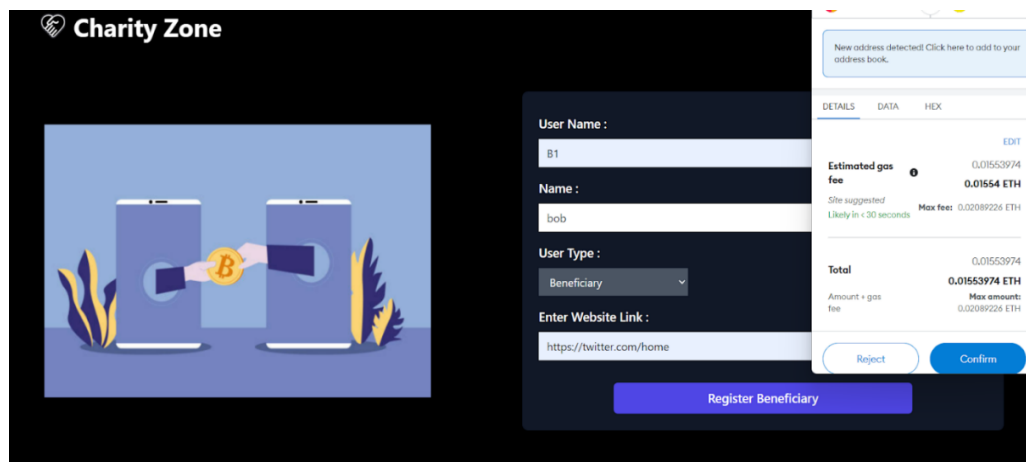 Charity Zone
User Name :
B1
Name :
bob
User Type :
Beneficiary
Enter Website Link :
https://twitter.com/home
Register Beneficiary
New address detected! Click here to add to your
address book.
DETAILS DATA HEX
EDIT
Estimated gas
fee
0.01553974
0.01554 ETH
Site suggested
Likely in < 30 seconds
Max fee: 0.02089226 ETH
Total
0.01553974
0.01553974 ETH
Amount + gas
fee
Max amount:
0.02089226 ETH
Reject Confirm